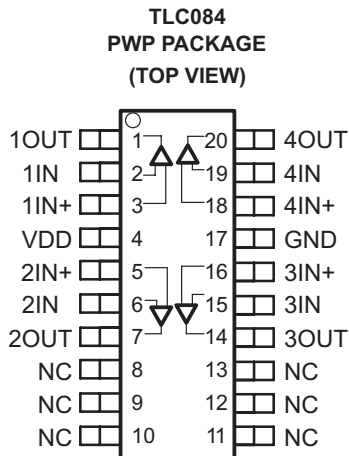 TLC084
PWP PACKAGE
(TOP VIEW)
1OUT 1 20 4OUT
1IN 2 19 4IN
1IN+ 3 18 4IN+
VDD 4 17 GND
2IN+ 5 16 3IN+
2IN 6 15 3IN
2OUT 7 14 3OUT
NC 8 13 NC
NC 9 12 NC
NC 10 11 NC